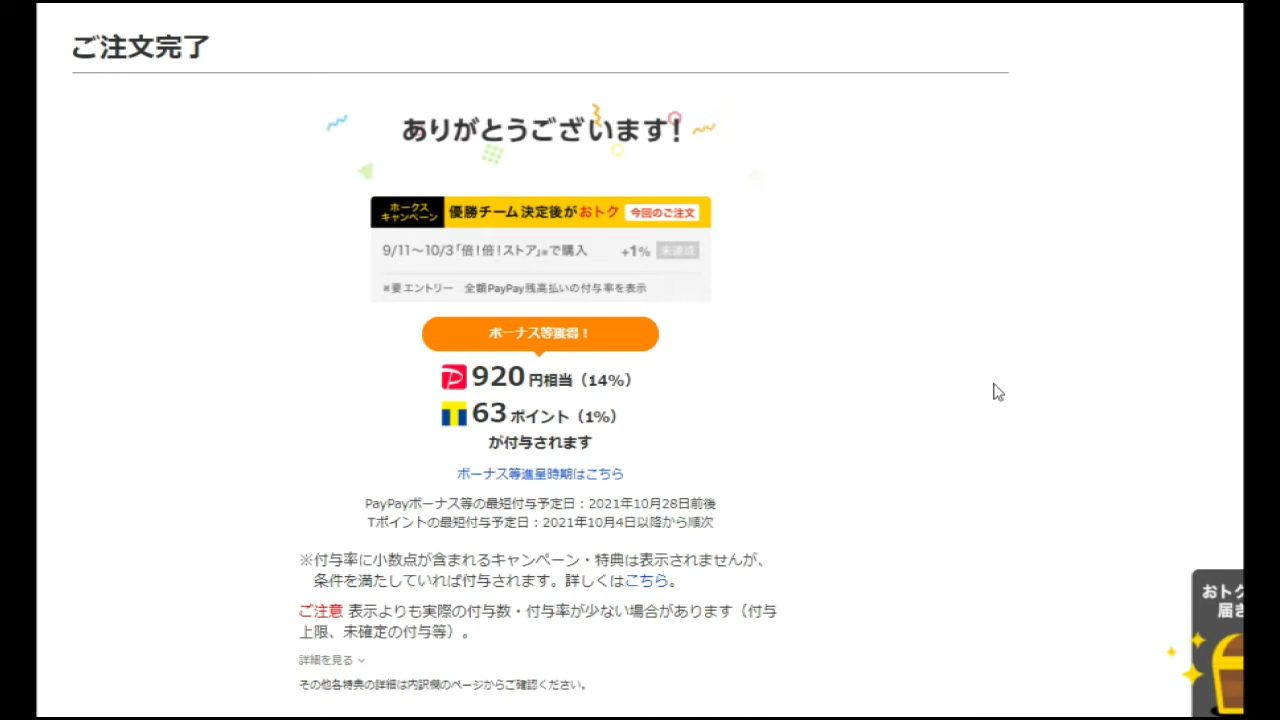 ご注文完了
ありがとうございます!
ホークス
キャンペーン
優勝チーム決定後がおトク 今回のご注文
9/11〜10/3「倍!倍!ストア」※で購入 +1% 未達成
※要エントリー 全額PayPay残高払いの付与率を表示
ボーナス等獲得!
920円相当(14%)
63ポイント(1%)
が付与されます
ボーナス等進呈時期はこちら
PayPayボーナス等の最短付与予定日:2021年10月28日前後
Tポイントの最短付与予定日:2021年10月4日以降から順次
※付与率に小数点が含まれるキャンペーン・特典は表示されませんが、
条件を満たしていれば付与されます。詳しくはこちら。
ご注意 表示よりも実際の付与数・付与率が少ない場合があります(付与
上限、未確定の付与等)。
詳細を見る
その他各特典の詳細は内訳欄のページからご確認ください。
おトク
届き